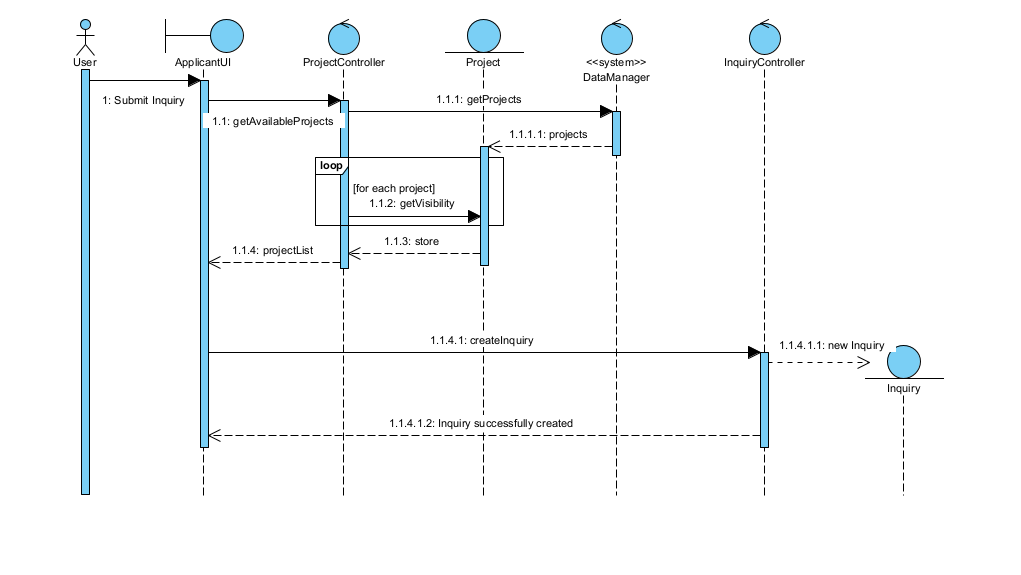 User
ApplicantUI
ProjectController
Project
<<system>>
DataManager
InquiryController
1: Submit Inquiry
1.1: getAvailableProjects
1.1.1: getProjects
1.1.1.1: projects
loop
[for each project]
1.1.2: getVisibility
1.1.3: store
1.1.4: projectList
1.1.4.1: createInquiry
1.1.4.1.1: new Inquiry
Inquiry
1.1.4.1.2: Inquiry successfully created